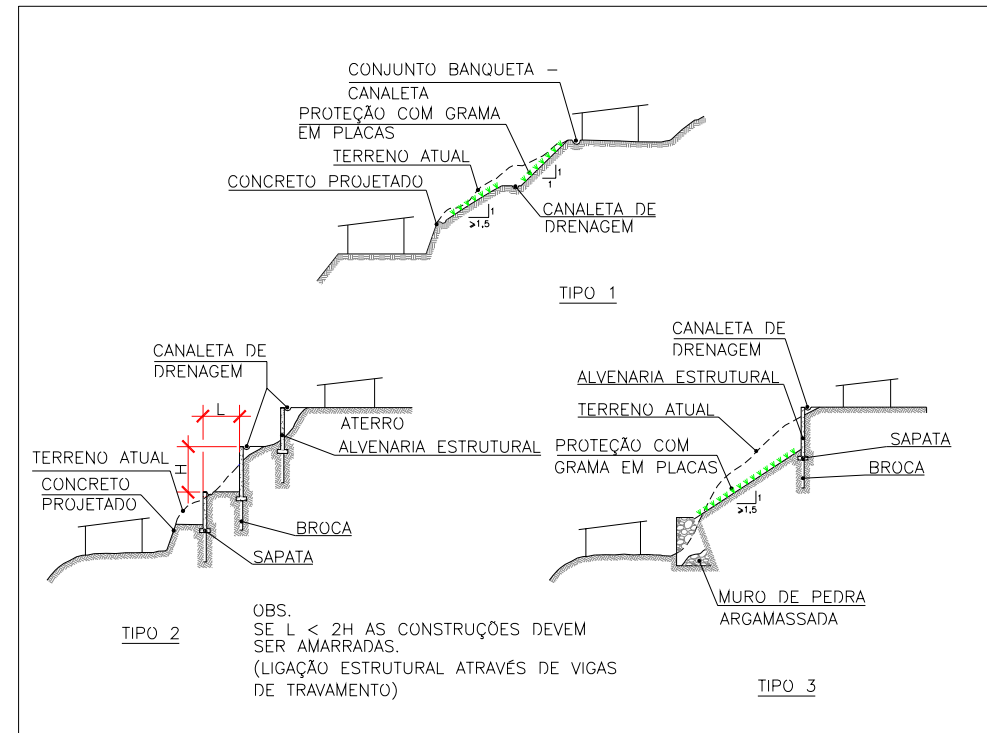 CONJUNTO BANQUETA –
CANALETA
PROTEÇÃO COM GRAMA
EM PLACAS
TERRENO ATUAL
CONCRETO PROJETADO
1
1
1
≥1,5
CANALETA DE
DRENAGEM
TIPO 1
CANALETA DE
DRENAGEM
L
H
ATERRO
ALVENARIA ESTRUTURAL
TERRENO ATUAL
CONCRETO
PROJETADO
BROCA
SAPATA
TIPO 2
OBS.
SE L < 2H AS CONSTRUÇÕES DEVEM
SER AMARRADAS.
(LIGAÇÃO ESTRUTURAL ATRAVÉS DE VIGAS
DE TRAVAMENTO)
CANALETA DE
DRENAGEM
ALVENARIA ESTRUTURAL
TERRENO ATUAL
PROTEÇÃO COM
GRAMA EM PLACAS
SAPATA
BROCA
1
≥1,5
MURO DE PEDRA
ARGAMASSADA
TIPO 3